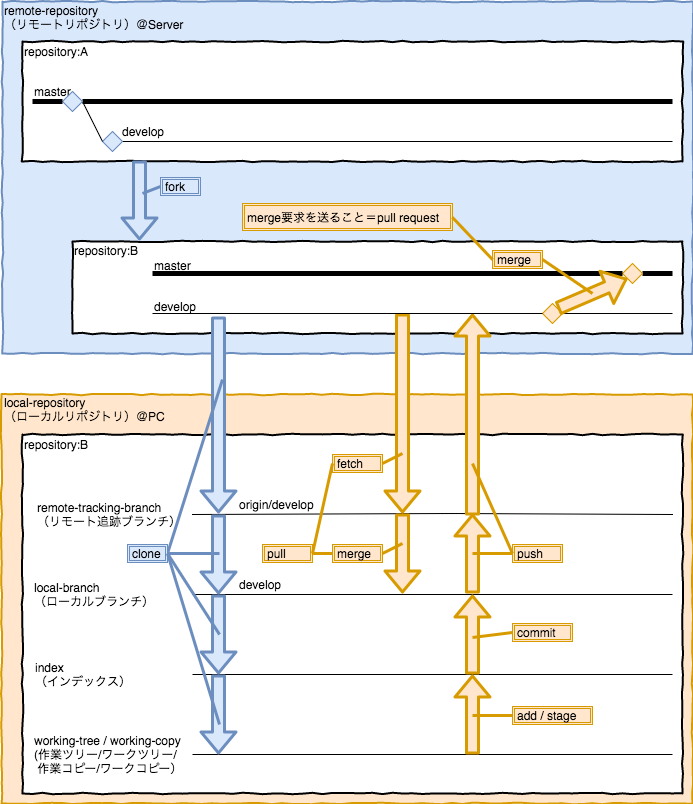 remote-repository
（リモートリポジトリ）@Server
repository:A
master
develop
fork
merge要求を送ること＝pull request
repository:B
merge
master
develop
local-repository
（ローカルリポジトリ）@PC
repository:B
fetch
remote-tracking-branch
（リモート追跡ブランチ）
origin/develop
clone
pull
merge
push
local-branch
（ローカルブランチ）
develop
commit
index
（インデックス）
add / stage
working-tree / working-copy
(作業ツリー/ワークツリー/
作業コピー/ワークコピー）